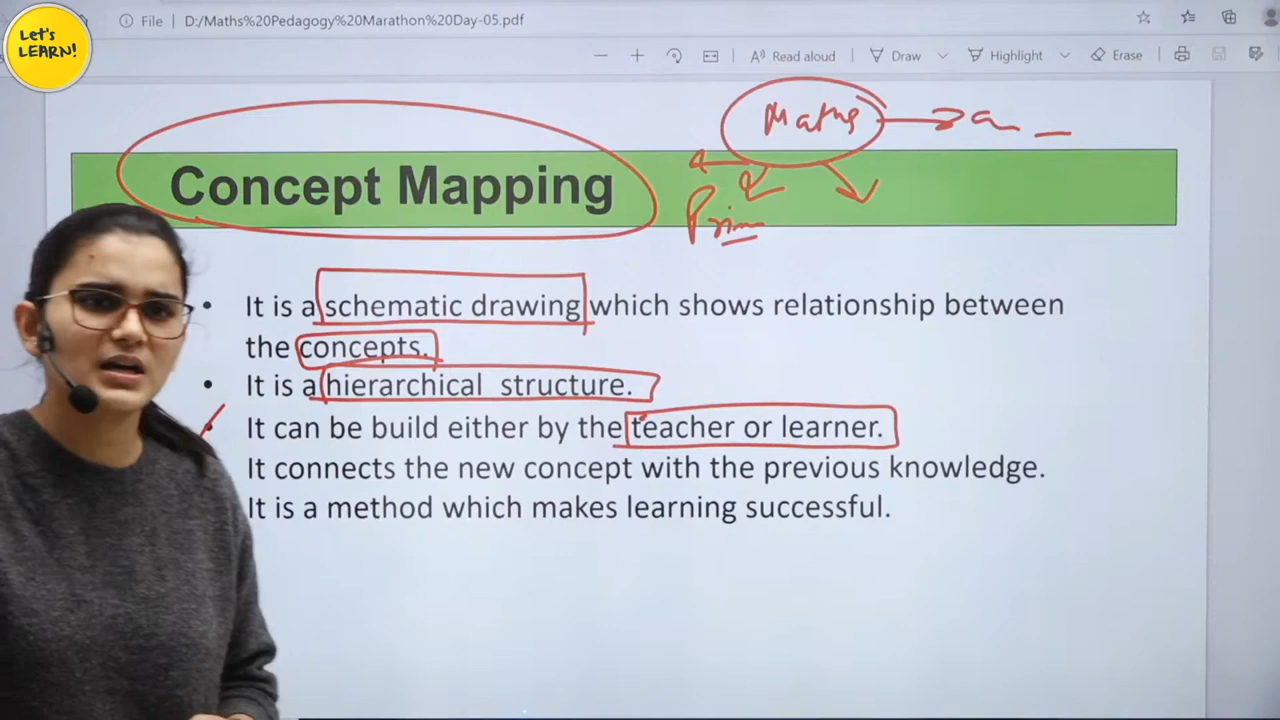 Let's
LEARN!
File D:/Maths%20Pedagogy%20Marathon%20Day-05.pdf
Read aloud Draw Highlight Erase
Maths
Concept Mapping
• It is a schematic drawing which shows relationship between
the concepts.
• It is a hierarchical structure.
It can be build either by the teacher or learner.
It connects the new concept with the previous knowledge.
It is a method which makes learning successful.